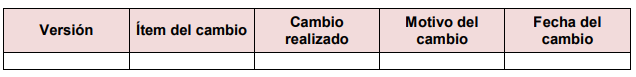 Versión
Ítem del cambio
Cambio
realizado
Motivo del
cambio
Fecha del
cambio